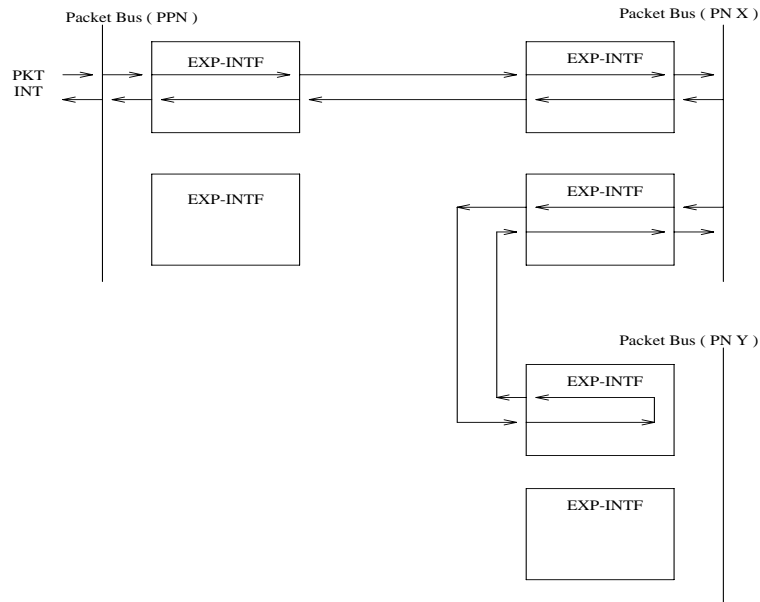 Packet Bus ( PPN )
Packet Bus ( PN X )
EXP-INTF
EXP-INTF
PKT
INT
EXP-INTF
EXP-INTF
Packet Bus ( PN Y )
EXP-INTF
EXP-INTF